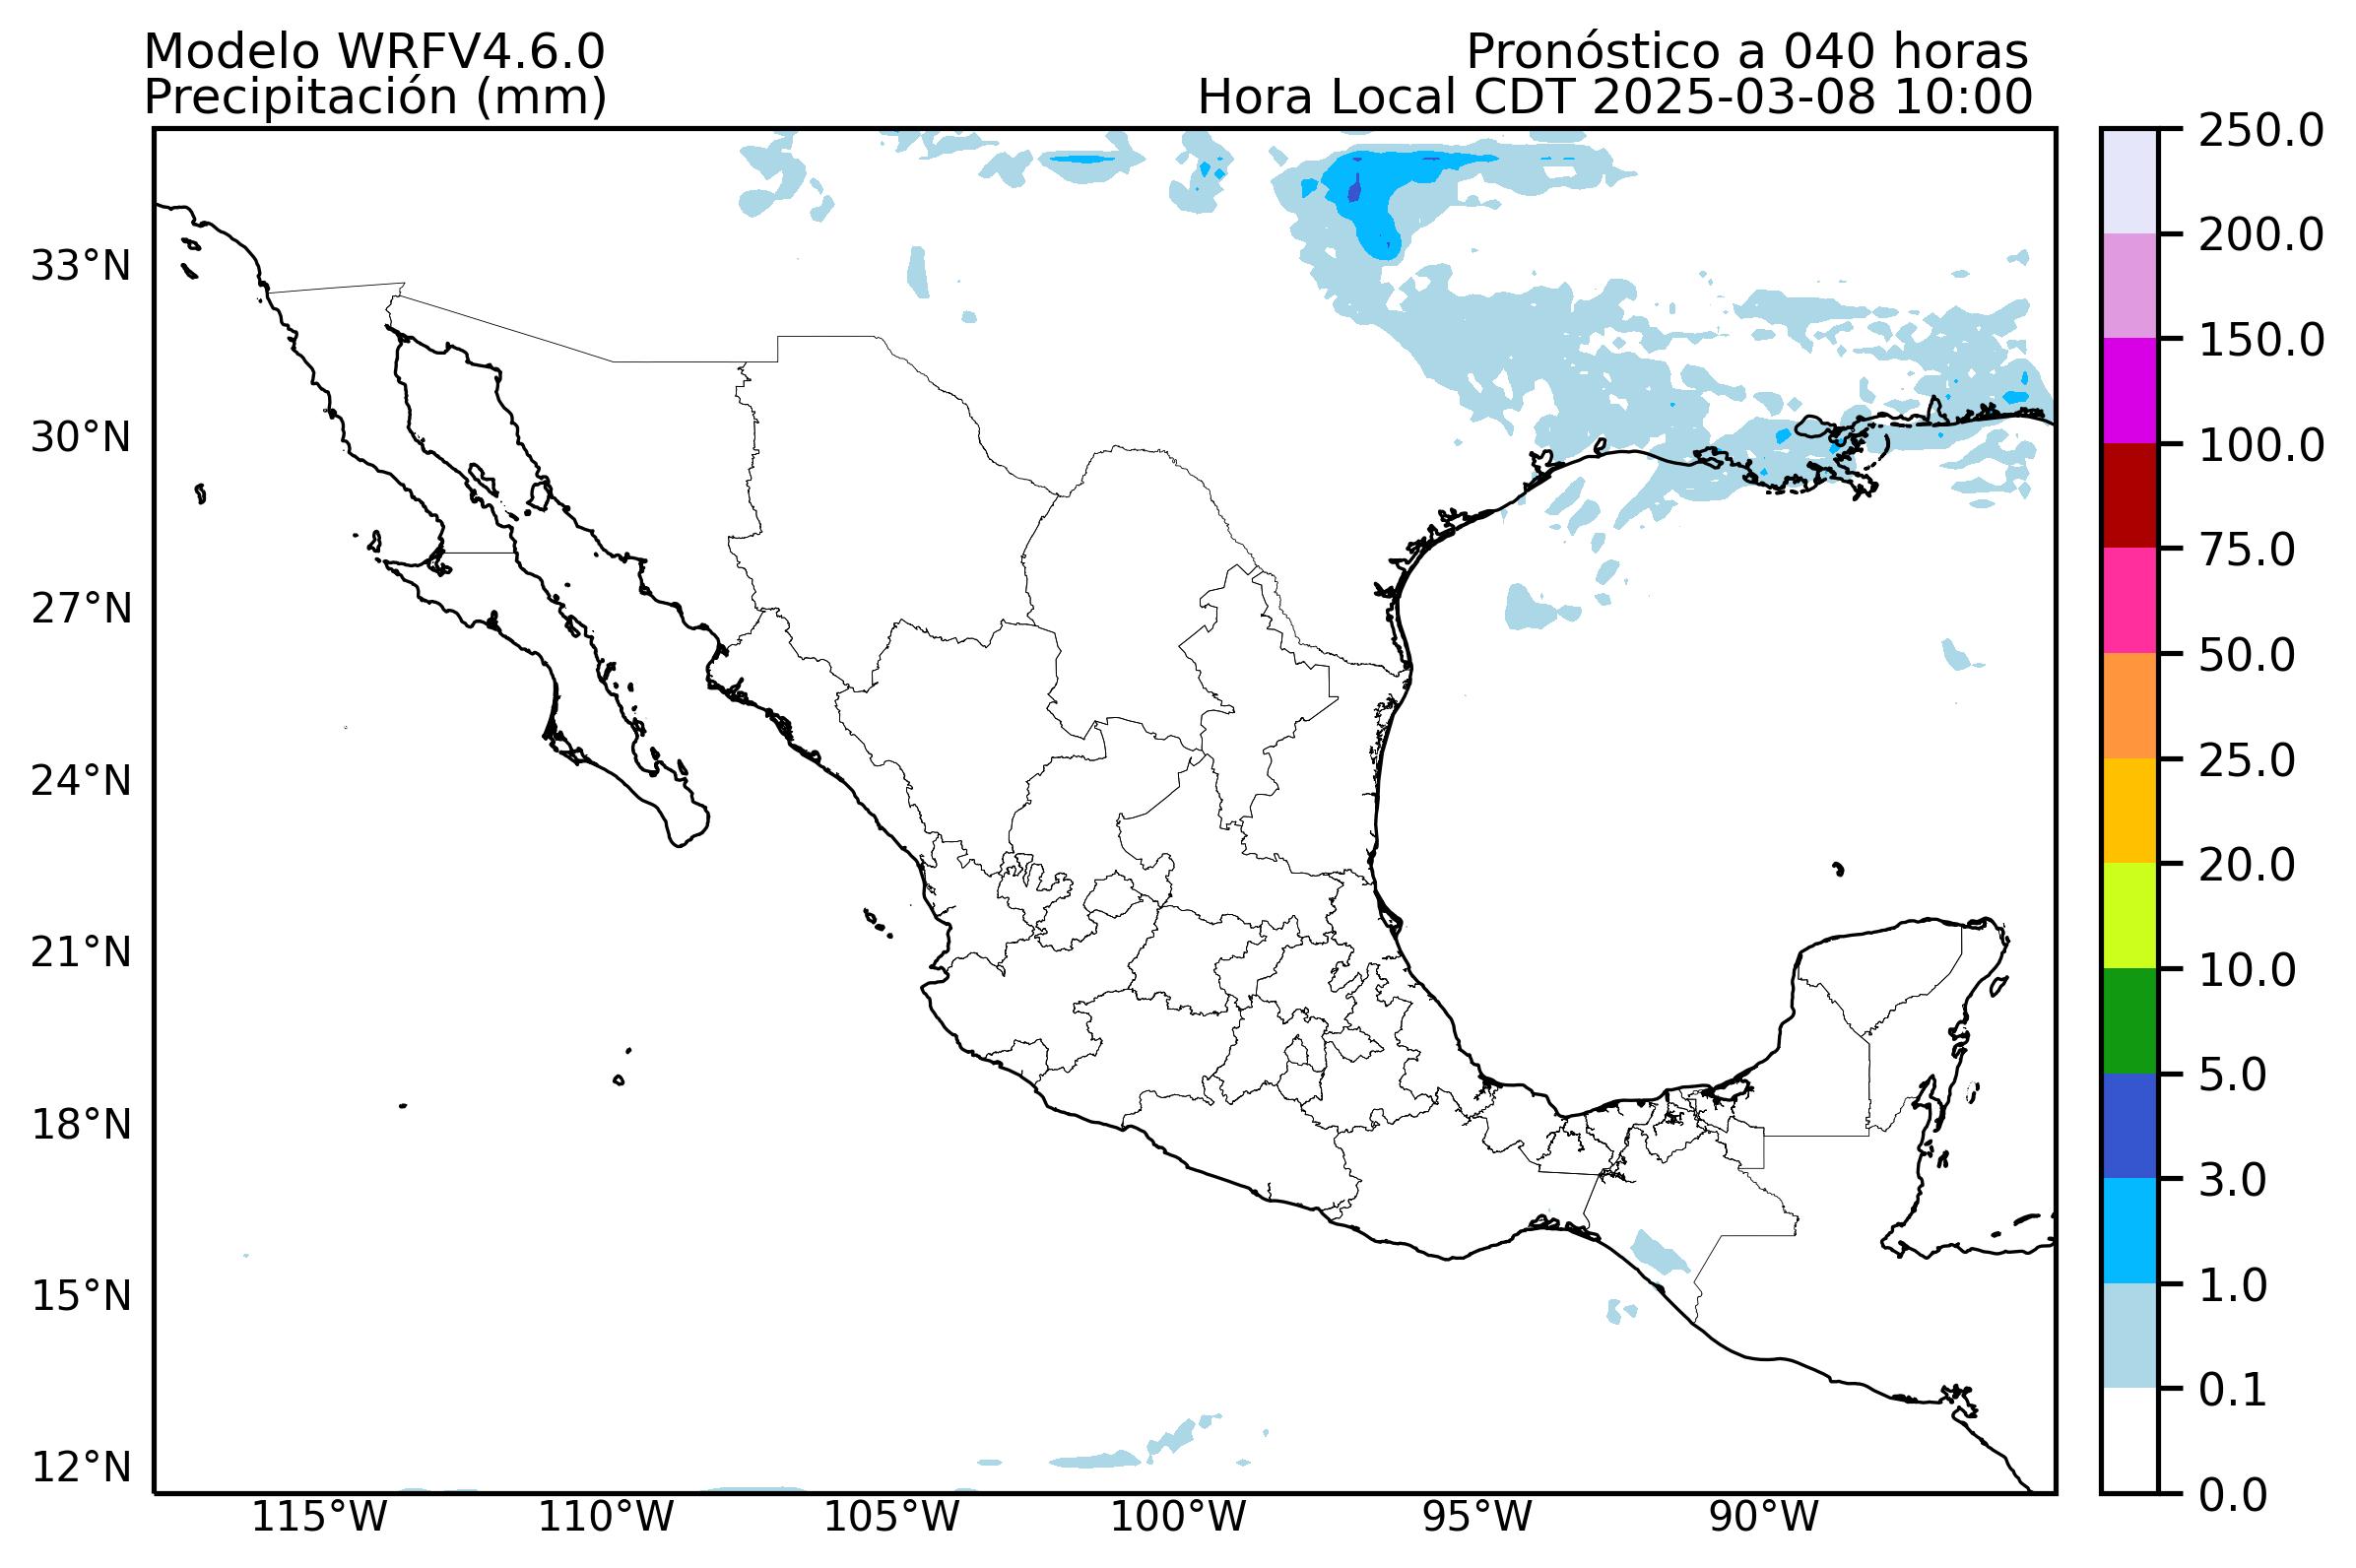 Modelo WRFV4.6.0
Pronóstico a 040 horas
Precipitación (mm)
Hora Local CDT 2025-03-08 10:00
33°N
30°N
27°N
24°N
21°N
18°N
15°N
12°N
115°W
110°W
105°W
100°W
95°W
90°W
250.0
200.0
150.0
100.0
75.0
50.0
25.0
20.0
10.0
5.0
3.0
1.0
0.1
0.0